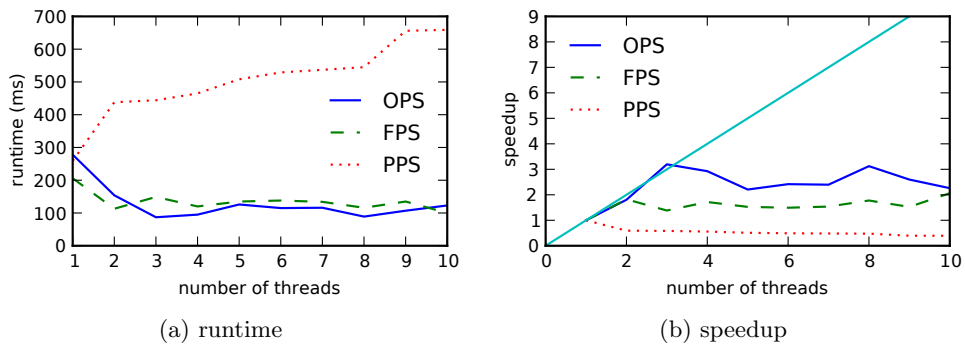 700
600
500
400
300
200
100
0
runtime (ms)
OPS
FPS
PPS
1 2 3 4 5 6 7 8 9 10
number of threads
(a) runtime
9
8
7
6
5
4
3
2
1
0
speedup
OPS
FPS
PPS
0 2 4 6 8 10
number of threads
(b) speedup